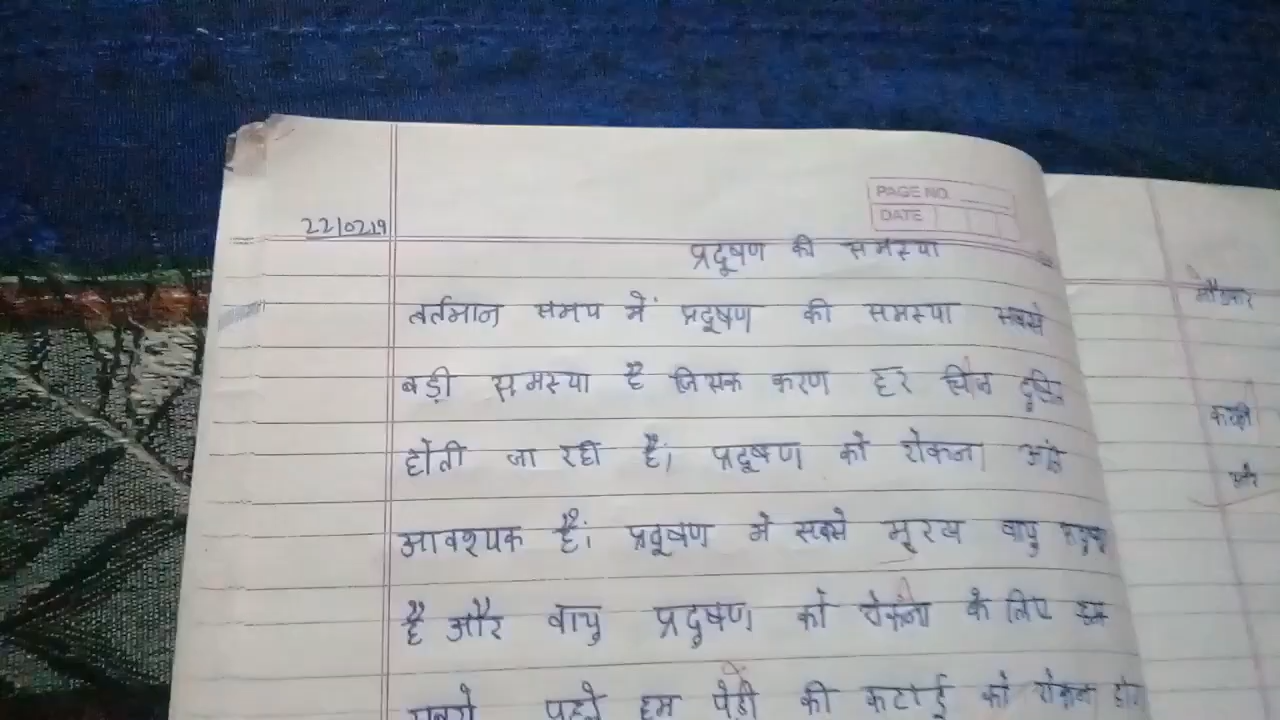 PAGE NO.
DATE
22/02/19
प्रदूषण की समस्या
वर्तमान समय में प्रदूषण की समस्या सबसे
बड़ी समस्या है जिसक करण हर चीज दूषित
होती जा रही है। प्रदूषण को रोकना अति
आवश्यक है। प्रदूषण मे सबसे मुख्य वायु प्रदुषण
है और वायु प्रदुषण को रोकने के लिए हम
पहले हम पेड़ों की कटाई को रोकना होगा